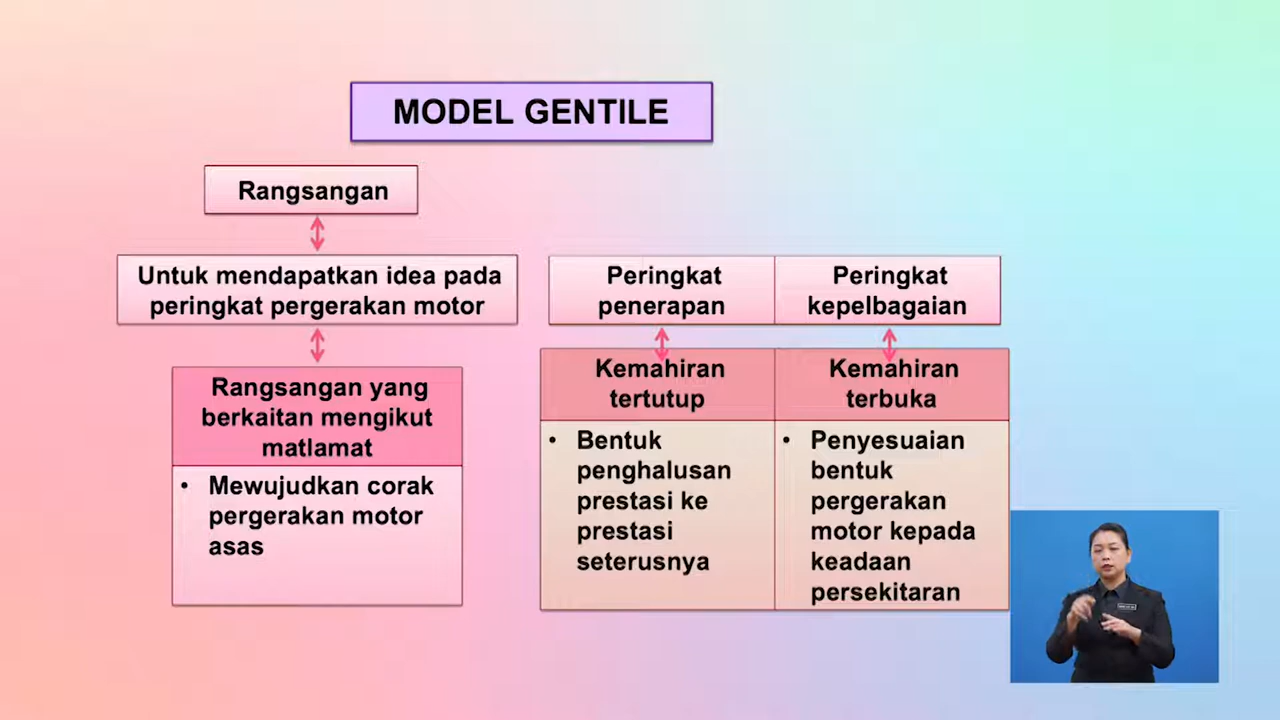 MODEL GENTILE
Rangsangan
Untuk mendapatkan idea pada
peringkat pergerakan motor
Rangsangan yang
berkaitan mengikut
matlamat
• Mewujudkan corak
pergerakan motor
asas
Peringkat
penerapan
Peringkat
kepelbagaian
Kemahiran
tertutup
Kemahiran
terbuka
• Bentuk
penghalusan
prestasi ke
prestasi
seterusnya
• Penyesuaian
bentuk
pergerakan
motor kepada
keadaan
persekitaran